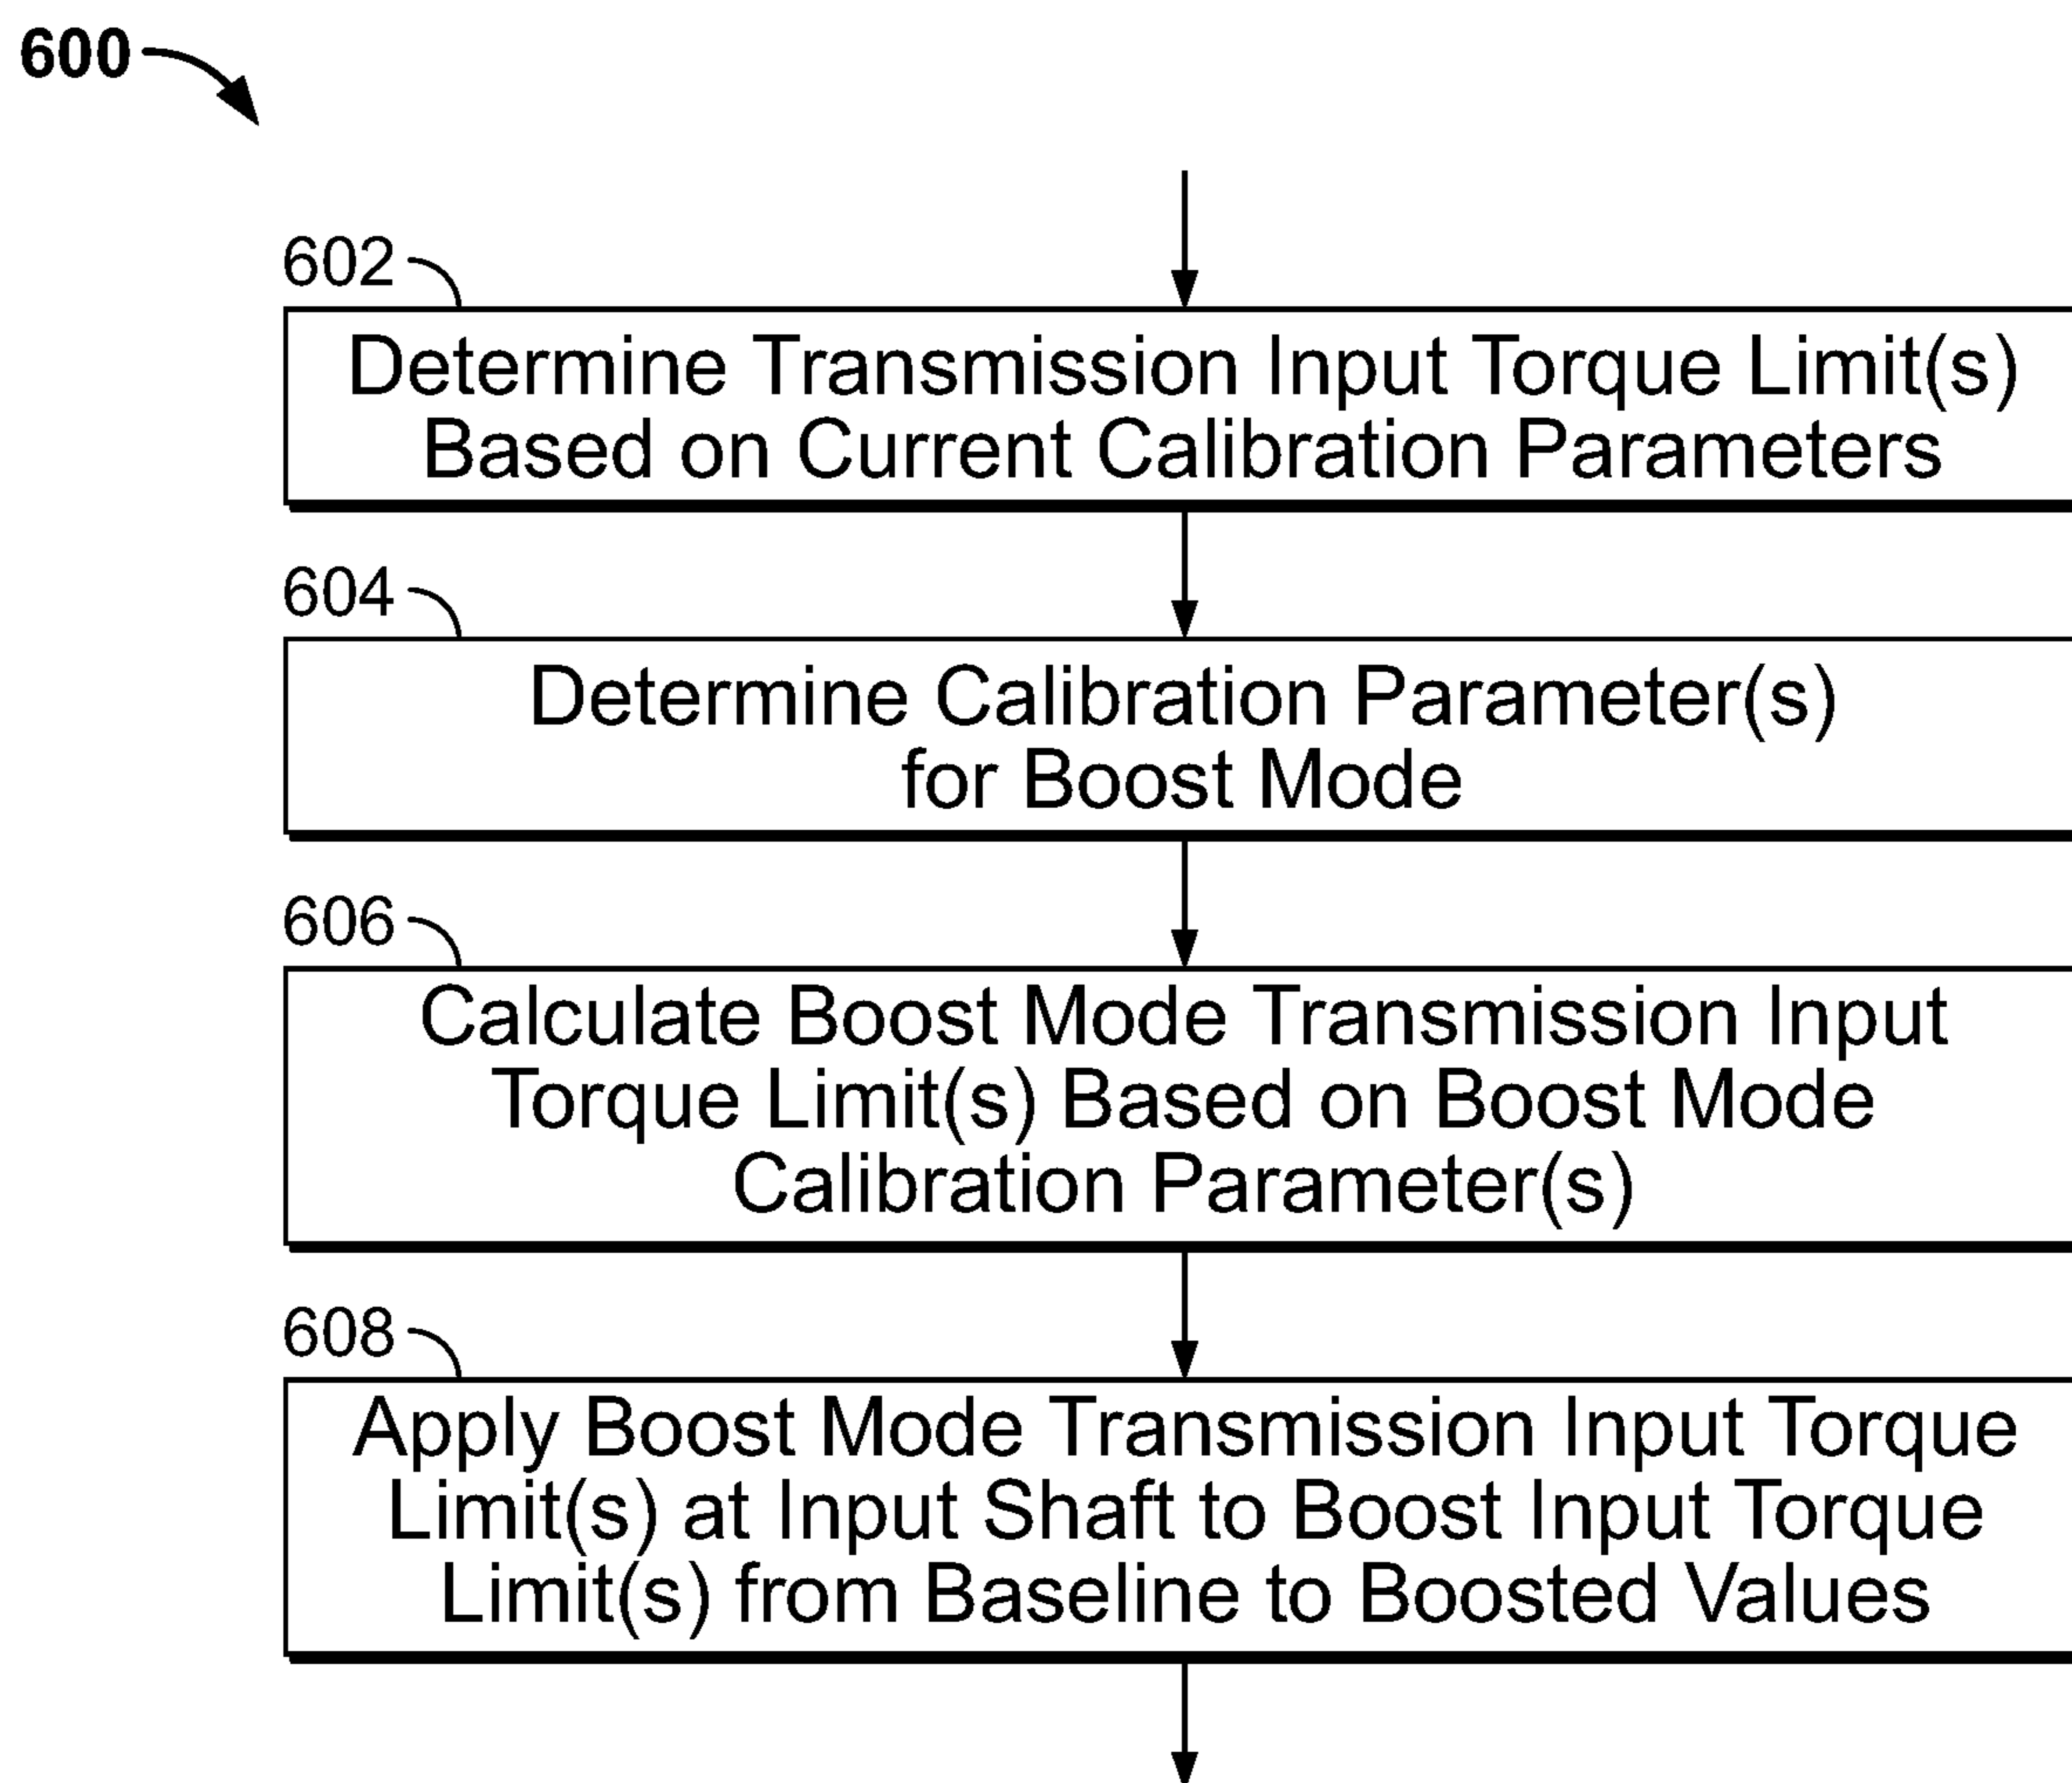 600
602
Determine Transmission Input Torque Limit(s)
Based on Current Calibration Parameters
604
Determine Calibration Parameter(s)
for Boost Mode
606
Calculate Boost Mode Transmission Input
Torque Limit(s) Based on Boost Mode
Calibration Parameter(s)
608
Apply Boost Mode Transmission Input Torque
Limit(s) at Input Shaft to Boost Input Torque
Limit(s) from Baseline to Boosted Values